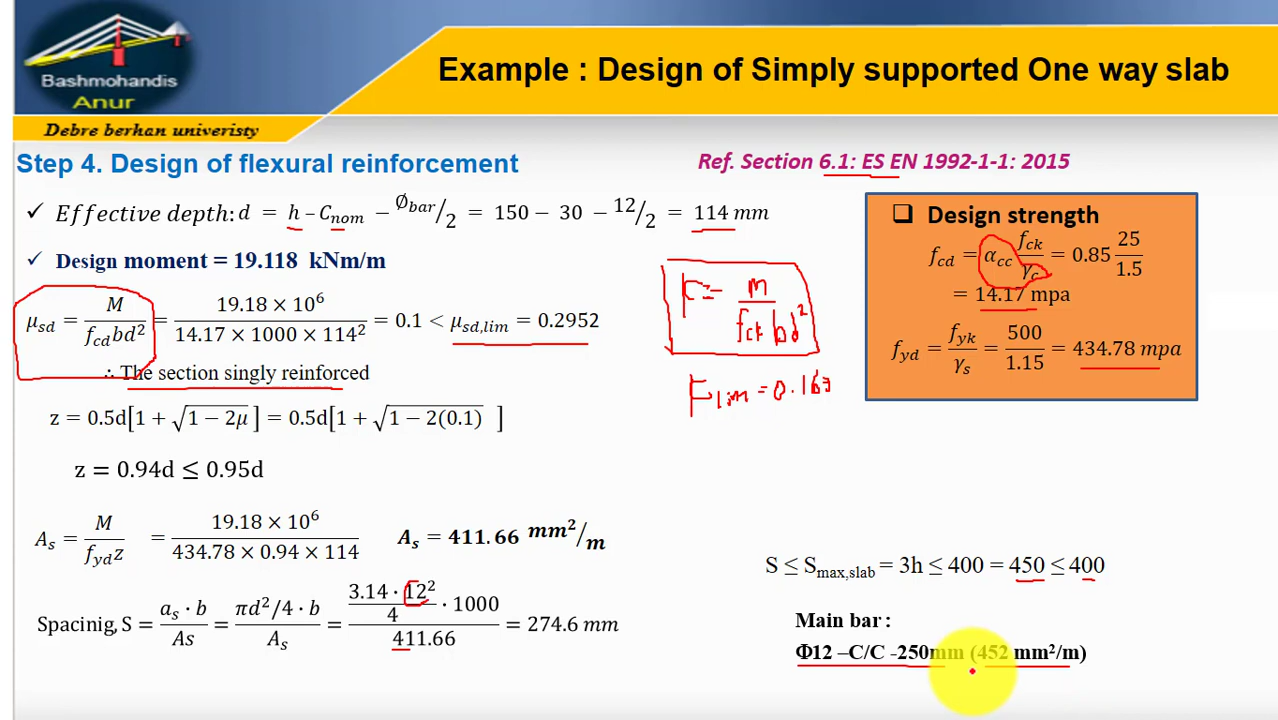 Bashmohandis
Anur
Debre berhan univeristy
Example : Design of Simply supported One way slab
Step 4. Design of flexural reinforcement
Ref. Section 6.1: ES EN 1992-1-1: 2015
✓ Effective depth: d = h – C_nom – ∅_bar/2 = 150 – 30 – 12/2 = 114 mm
✓ Design moment = 19.118 kNm/m
μ_sd = M / f_cd bd² = 19.18 × 10⁶ / 14.17 × 1000 × 114² = 0.1 < μ_sd,lim = 0.2952
∴ The section singly reinforced
z = 0.5d[1 + √(1 − 2μ)] = 0.5d[1 + √(1 − 2(0.1))]
z = 0.94d ≤ 0.95d
A_s = M / f_yd z = 19.18 × 10⁶ / 434.78 × 0.94 × 114 A_s = 411.66 mm²/m
Spacinig, S = a_s · b / As = πd²/4 · b / A_s = 3.14 · 12² / 4 · 1000 / 411.66 = 274.6 mm
❑ Design strength
f_cd = α_cc f_ck / γ_c = 0.85 25 / 1.5
= 14.17 mpa
f_yd = f_yk / γ_s = 500 / 1.15 = 434.78 mpa
= M / fck bd²
lim = 0.167
S ≤ S_max,slab = 3h ≤ 400 = 450 ≤ 400
Main bar :
Φ12 –C/C -250mm (452 mm²/m)